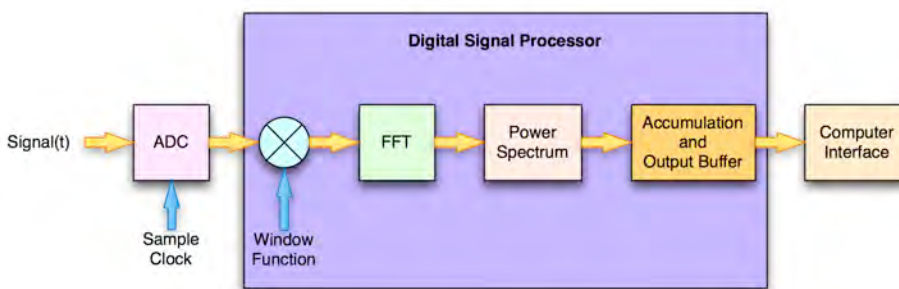 Digital Signal Processor
Signal(t)
ADC
FFT
Power
Spectrum
Accumulation
and
Output Buffer
Computer
Interface
Sample
Clock
Window
Function